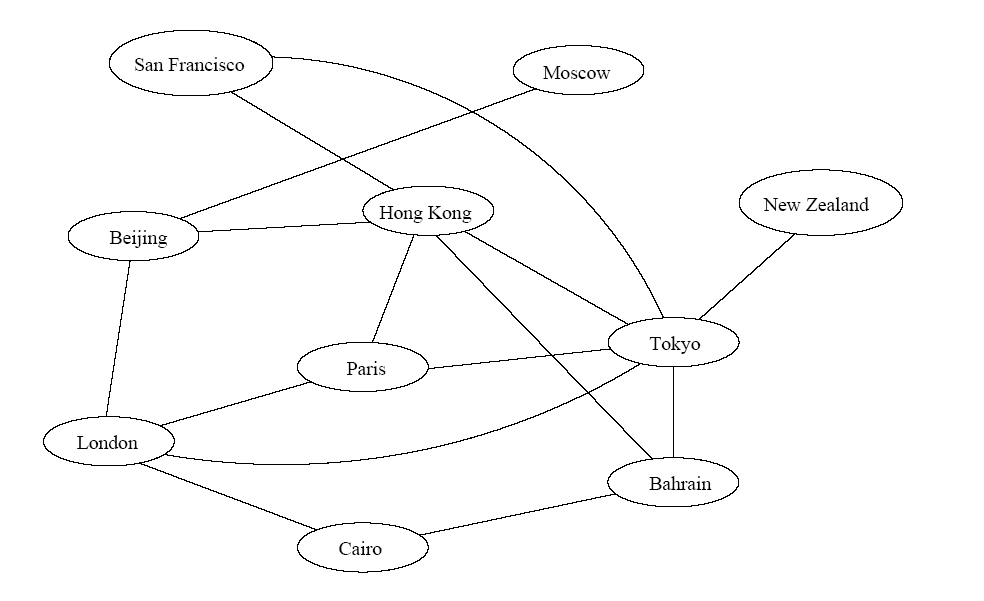 San Francisco
Moscow
New Zealand
Hong Kong
Beijing
Tokyo
Paris
London
Bahrain
Cairo